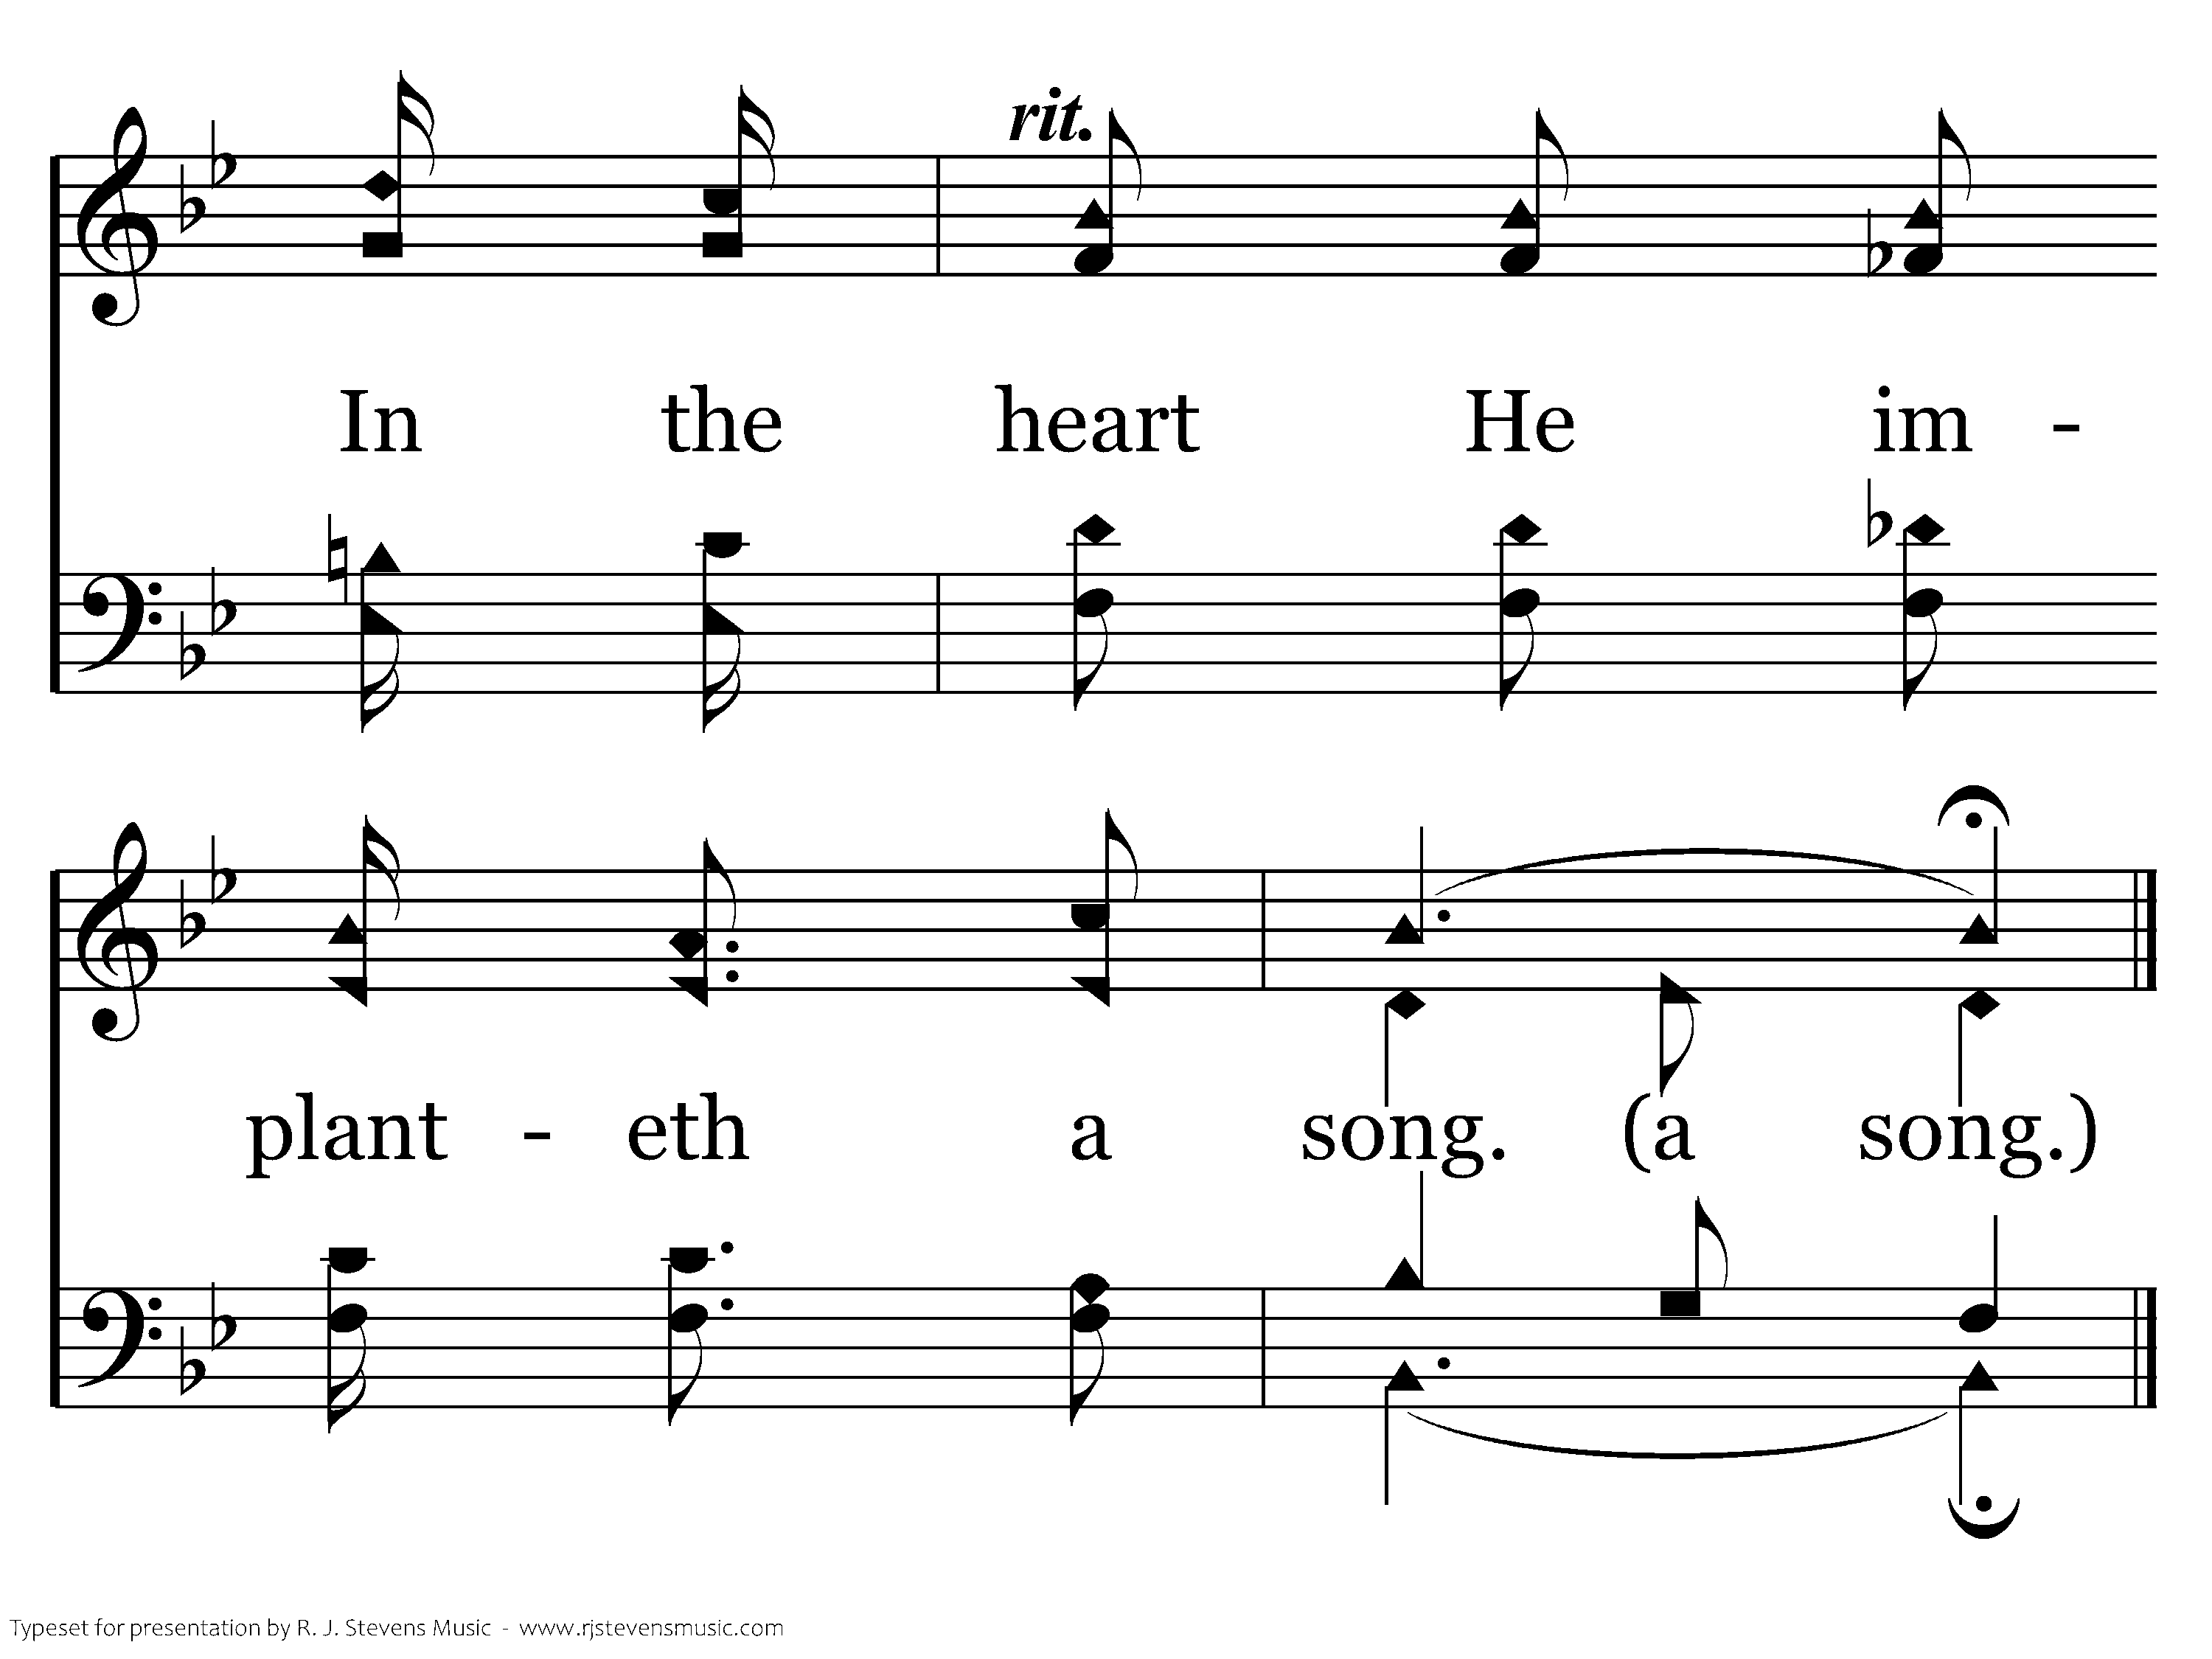 rit.
In the heart He im -
plant - eth a song. (a song.)
Typeset for presentation by R. J. Stevens Music - www.rjstevensmusic.com